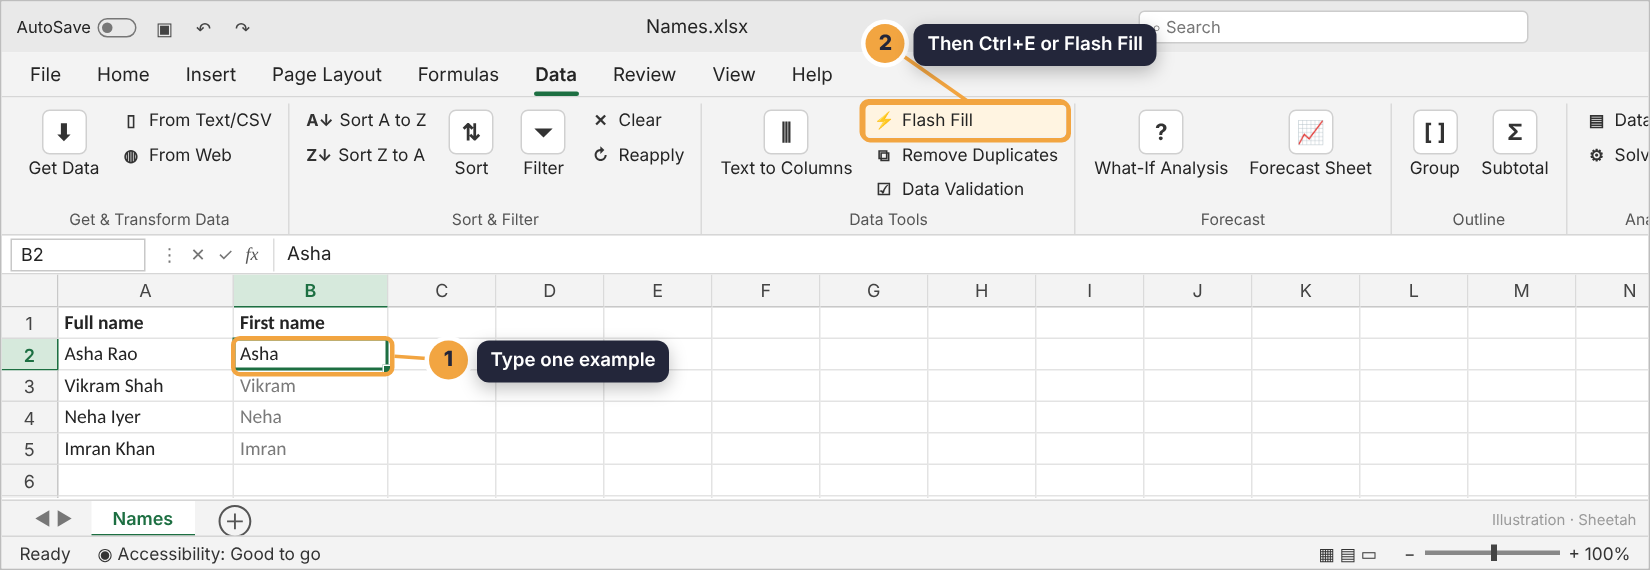 AutoSave
Names.xlsx
Search
2
Then Ctrl+E or Flash Fill
File Home Insert Page Layout Formulas Data Review View Help
Get Data
From Text/CSV
From Web
Get & Transform Data
Sort A to Z
Sort Z to A
Sort
Filter
Clear
Reapply
Sort & Filter
Text to Columns
Flash Fill
Remove Duplicates
Data Validation
Data Tools
What-If Analysis
Forecast Sheet
Forecast
Group
Subtotal
Outline
Data
Solv
Ana
B2 fx Asha
A B C D E F G H I J K L M N
1 Full name First name
2 Asha Rao Asha
1
Type one example
3 Vikram Shah Vikram
4 Neha Iyer Neha
5 Imran Khan Imran
6
Names
Illustration · Sheetah
Ready Accessibility: Good to go
− + 100%